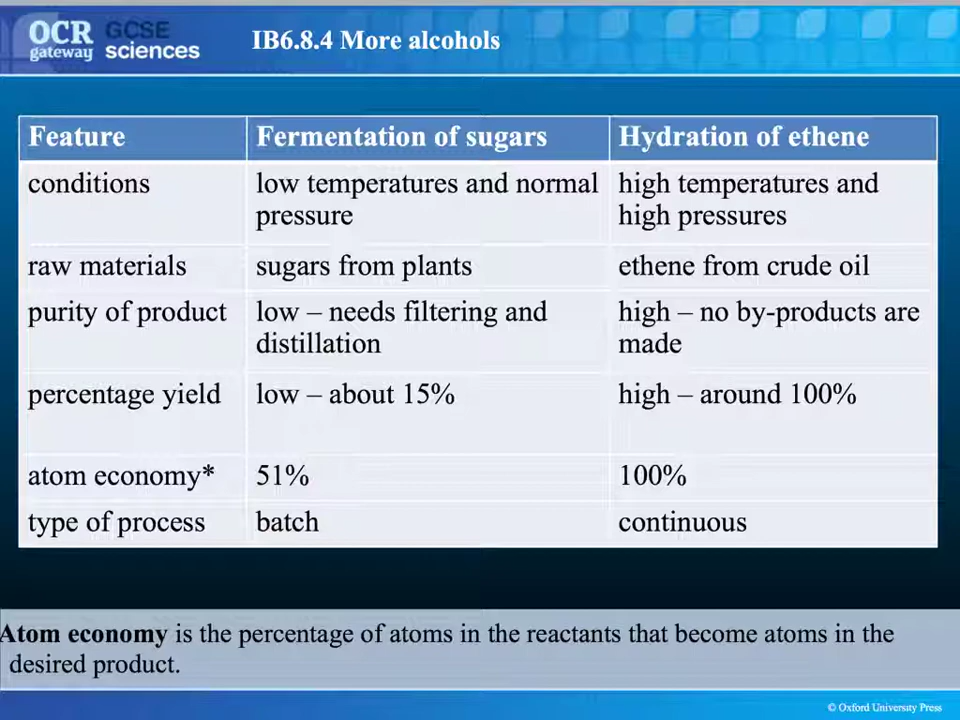 OCR GCSE
gateway sciences
IB6.8.4 More alcohols
Feature Fermentation of sugars Hydration of ethene
conditions low temperatures and normal high temperatures and
pressure high pressures
raw materials sugars from plants ethene from crude oil
purity of product low – needs filtering and high – no by-products are
distillation made
percentage yield low – about 15% high – around 100%
atom economy* 51% 100%
type of process batch continuous
Atom economy is the percentage of atoms in the reactants that become atoms in the
desired product.
© Oxford University Press